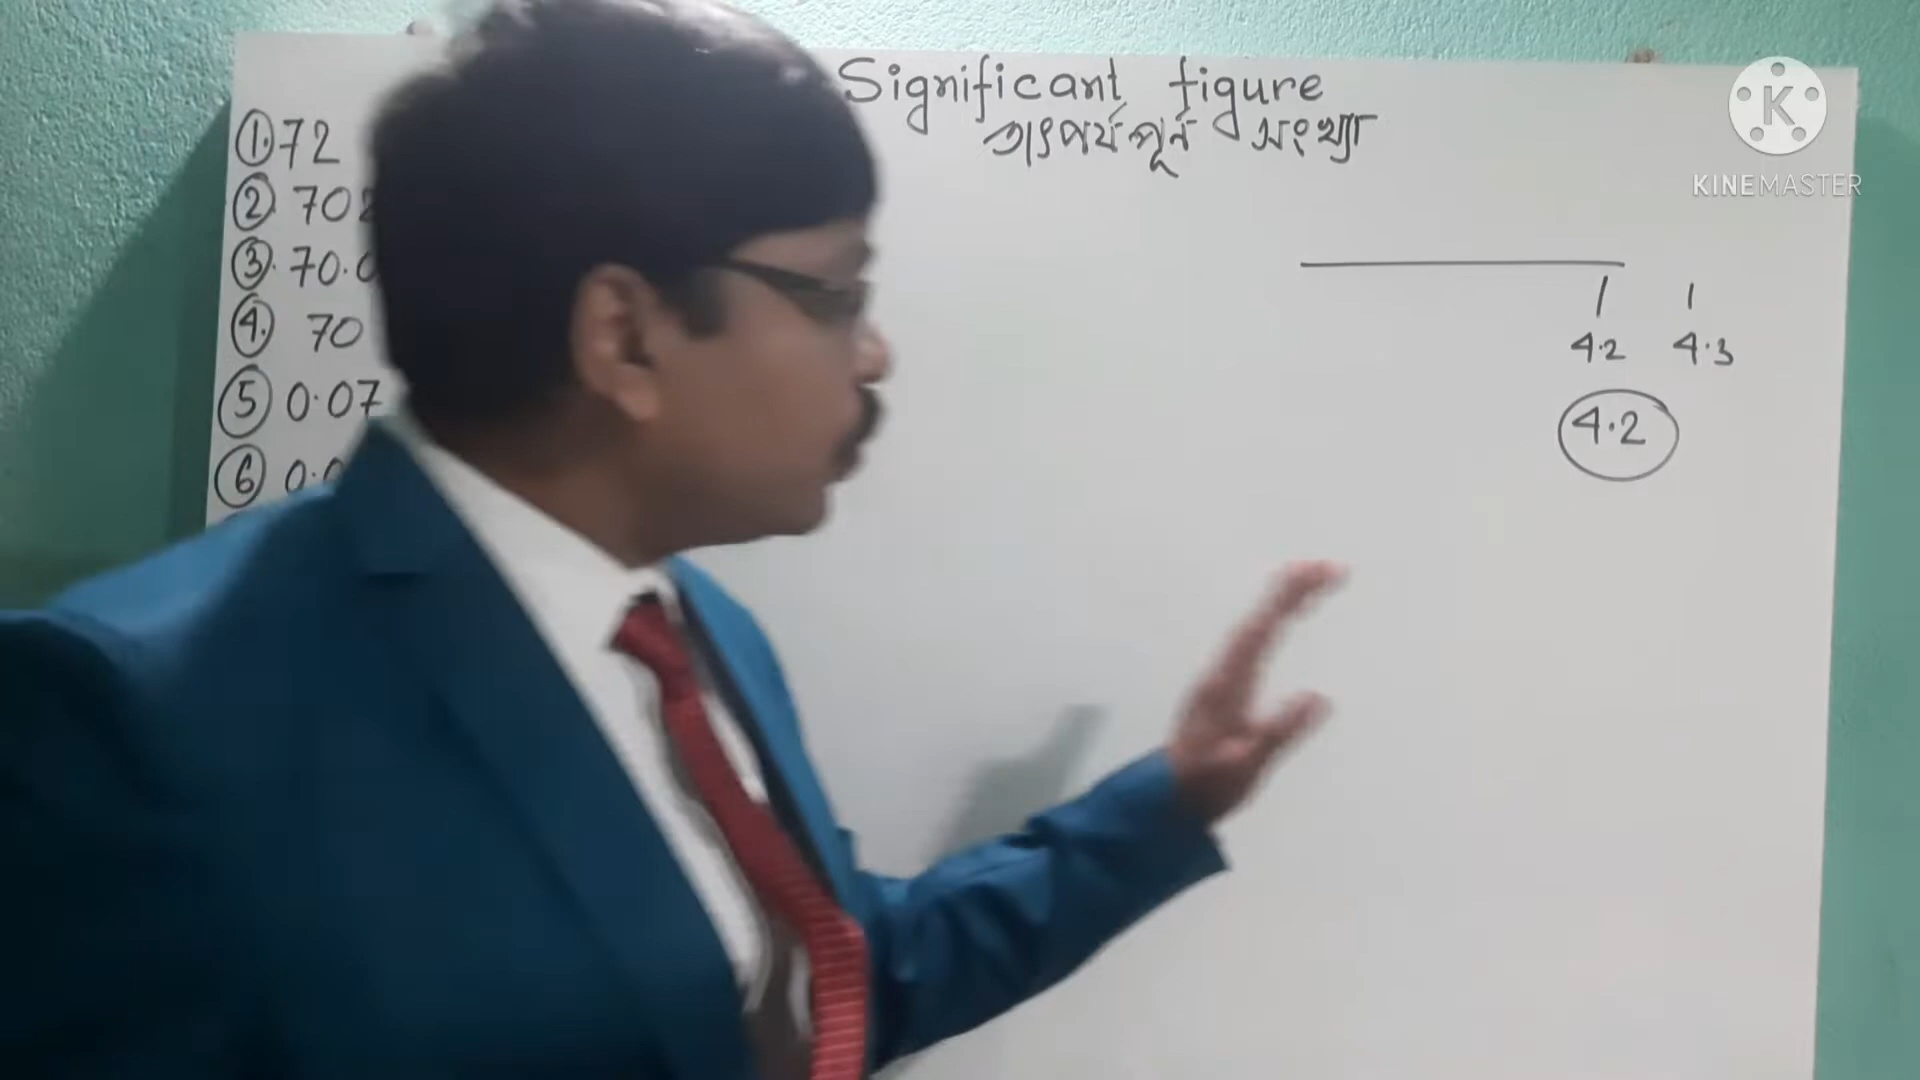 Significant figure
তাৎপর্যপূর্ন সংখ্যা
① 72
② 702
③ 70.0
④ 70
⑤ 0.07
⑥ 0.0
4.2 4.3
4.2
K
KINEMASTER